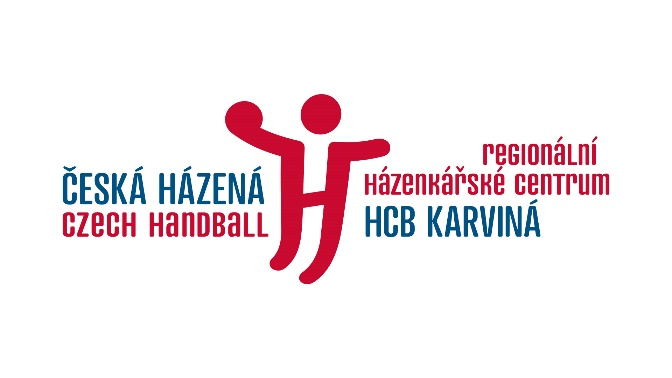 ČESKÁ HÁZENÁ
CZECH HANDBALL
REGIONÁLNÍ
HÁZENKÁŘSKÉ CENTRUM
HCB KARVINÁ